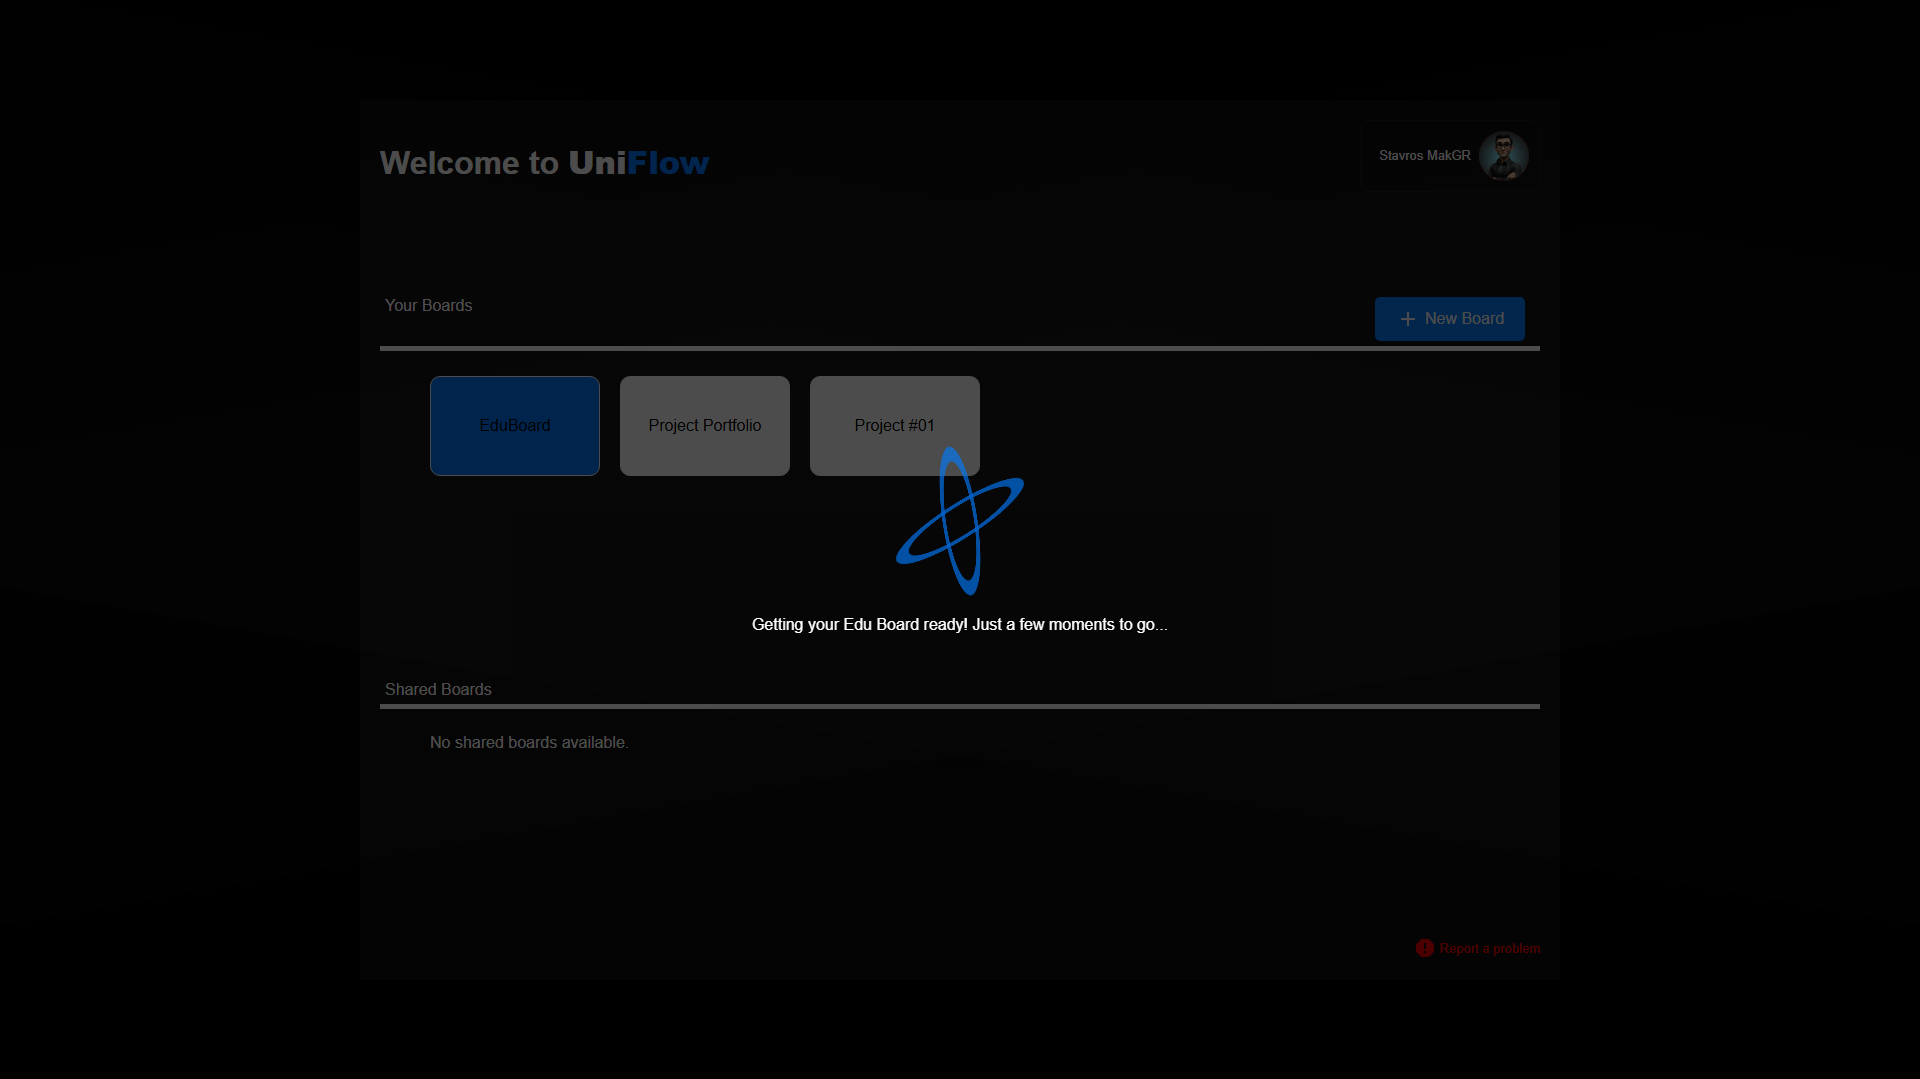 Welcome to UniFlow
Stavros MakGR
Your Boards
New Board
EduBoard
Project Portfolio
Project #01
Getting your Edu Board ready! Just a few moments to go...
Shared Boards
No shared boards available.
Report a problem